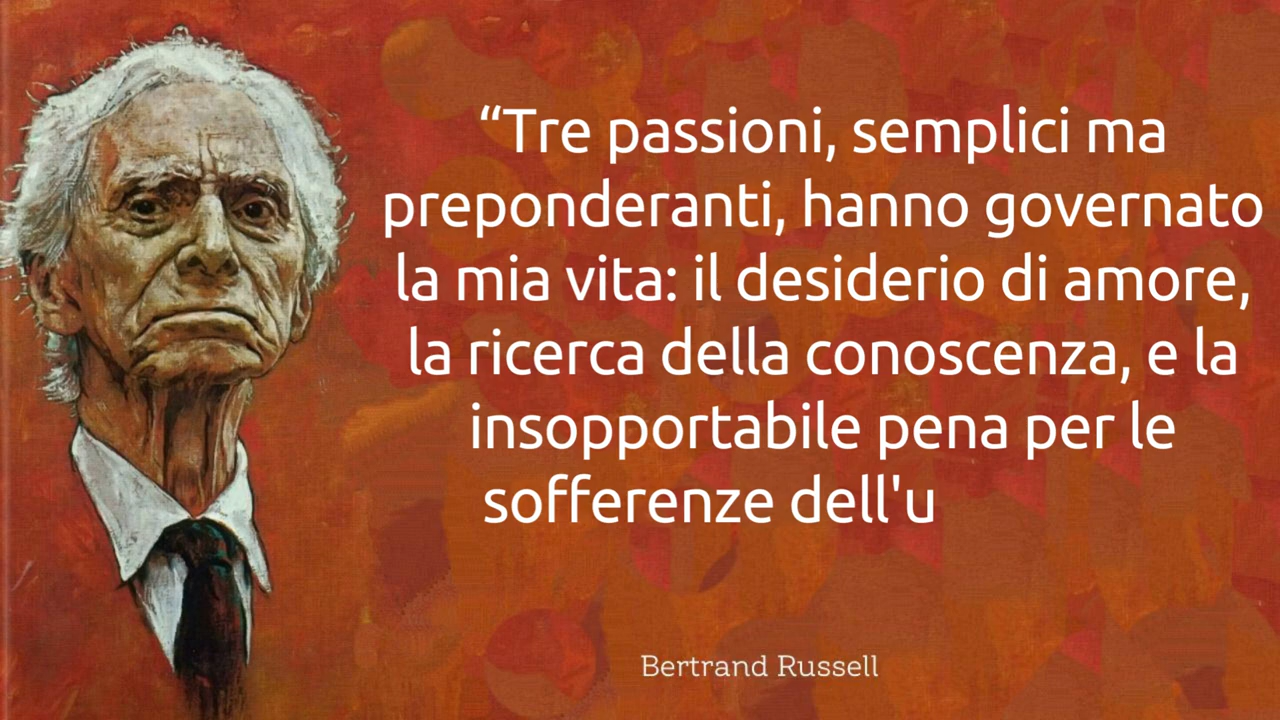 “Tre passioni, semplici ma
preponderanti, hanno governato
la mia vita: il desiderio di amore,
la ricerca della conoscenza, e la
insopportabile pena per le
sofferenze dell'u
Bertrand Russell